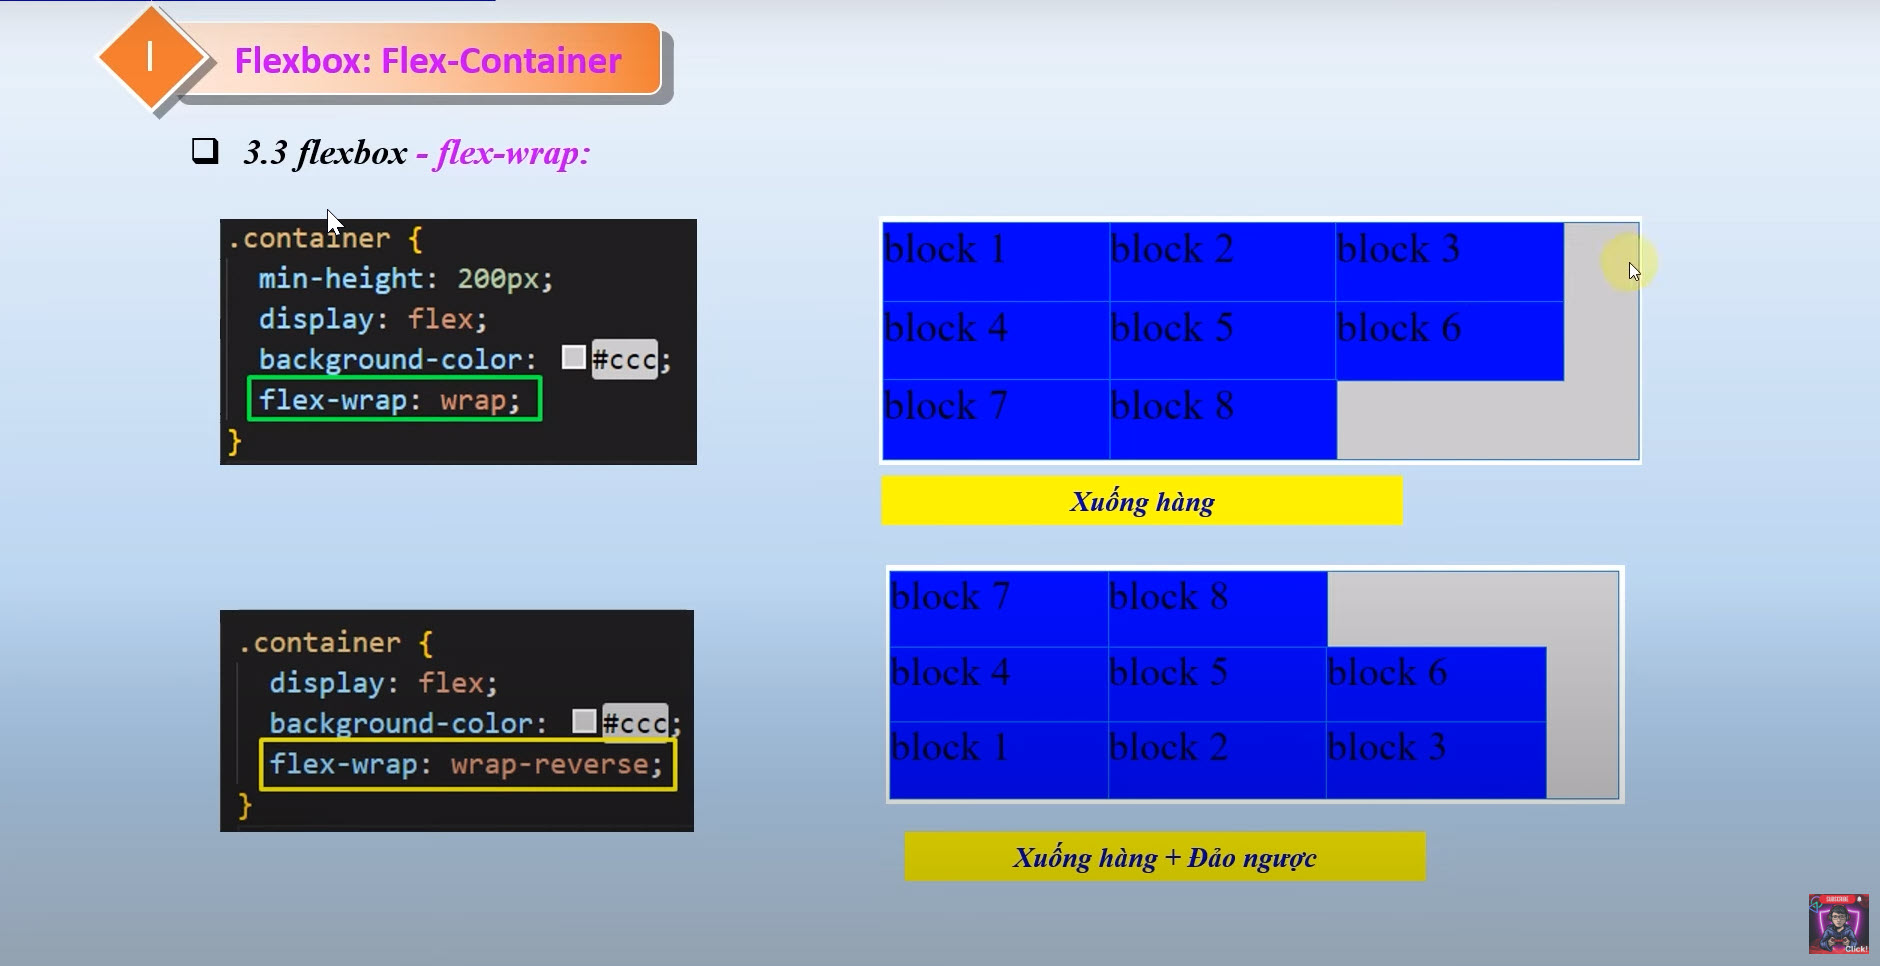 I
Flexbox: Flex-Container
3.3 flexbox - flex-wrap:
.container {
min-height: 200px;
display: flex;
background-color: #ccc;
flex-wrap: wrap;
}
block 1 block 2 block 3
block 4 block 5 block 6
block 7 block 8
Xuống hàng
.container {
display: flex;
background-color: #ccc;
flex-wrap: wrap-reverse;
}
block 7 block 8
block 4 block 5 block 6
block 1 block 2 block 3
Xuống hàng + Đảo ngược
SUBSCRIBE
Click!